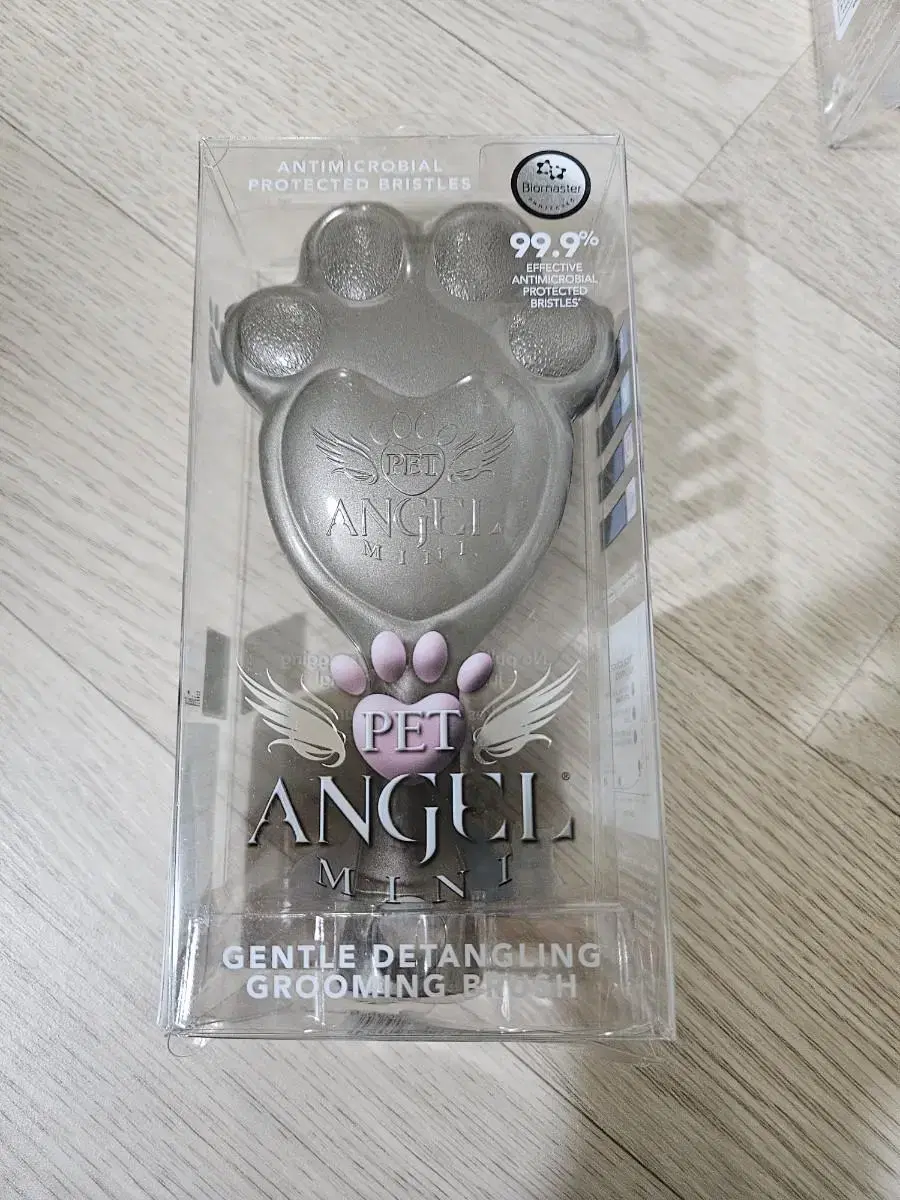 ANTIMICROBIAL
PROTECTED BRISTLES
Biomaster
PROTECTED
99.9%
EFFECTIVE
ANTIMICROBIAL
PROTECTED
BRISTLES*
PET
ANGEL
MINI
PET
ANGEL®
MINI
GENTLE DETANGLING
GROOMING BRUSH